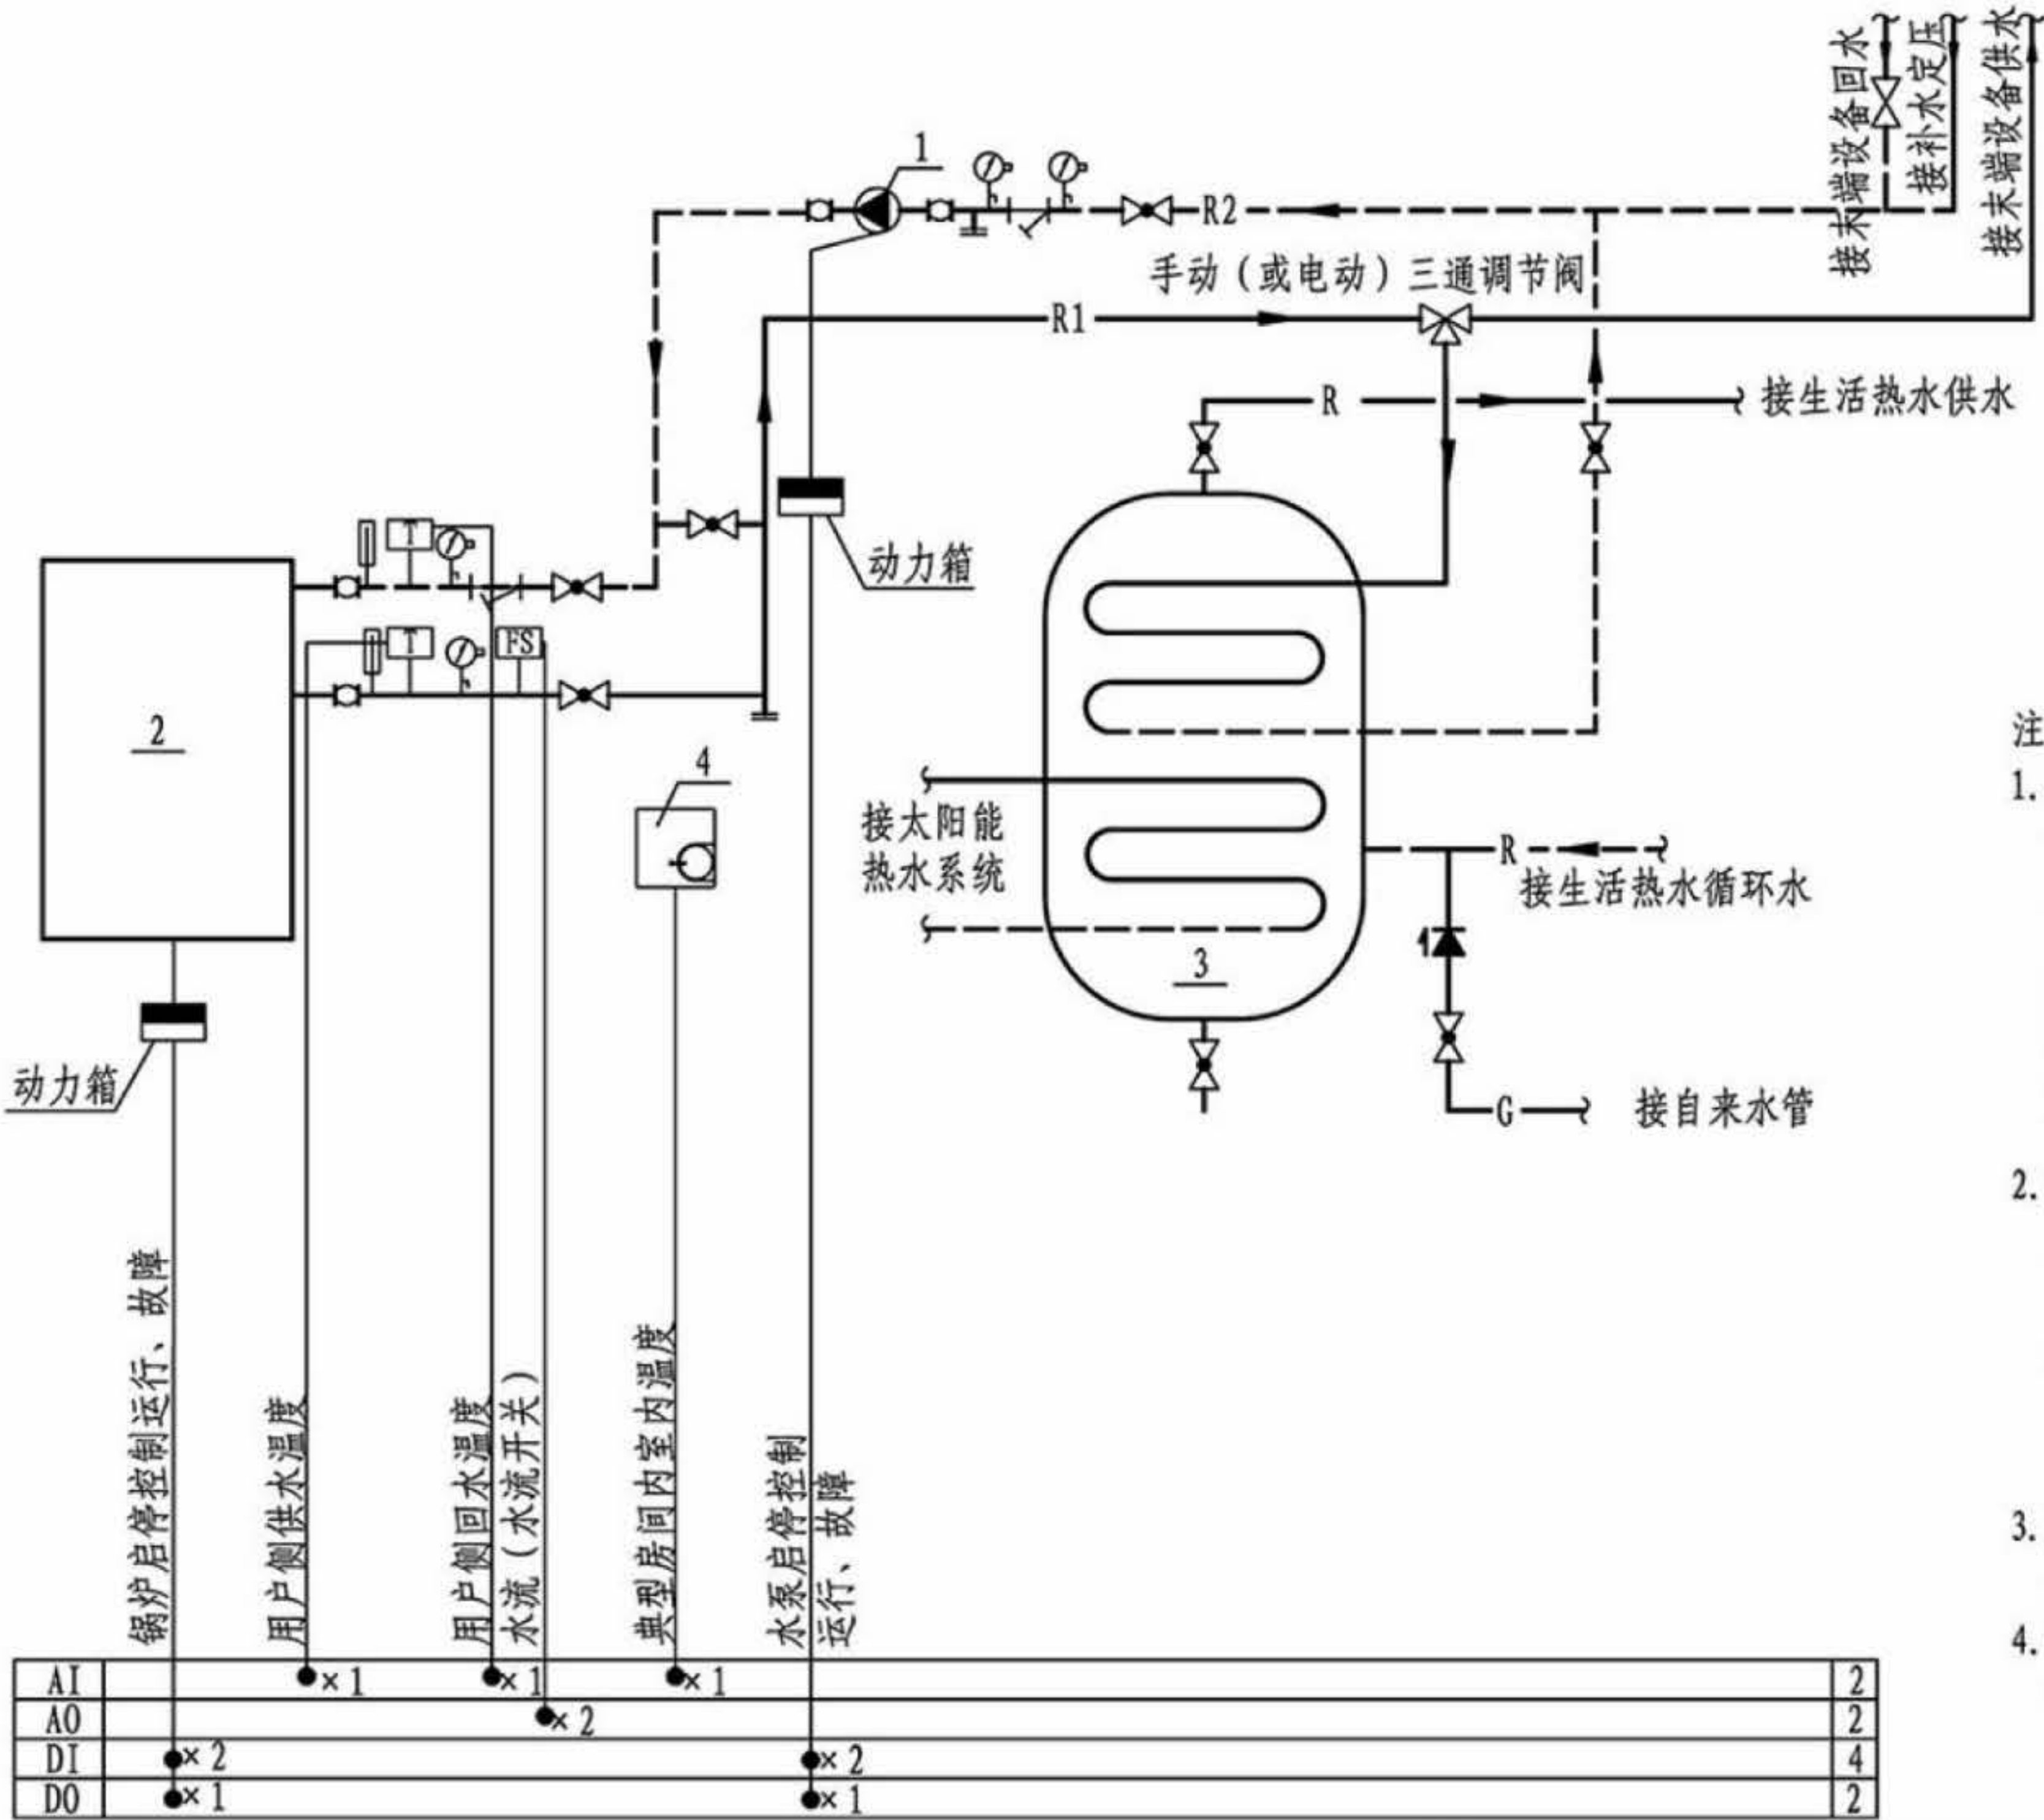 接末端设备回水
接补水定压
接末端设备供水
1
R2
手动（或电动）三通调节阀
R1
R
接生活热水供水
动力箱
T
T
FS
2
4
接太阳能
热水系统
3
R
接生活热水循环水
G
接自来水管
动力箱
注
1.
2.
3.
4.
锅炉启停控制运行、故障
用户侧供水温度
用户侧回水温度
水流（水流开关）
典型房间内室内温度
水泵启停控制
运行、故障
AI ×1 ×1 ×1 2
AO ×2 2
DI ×2 ×2 4
DO ×1 ×1 2